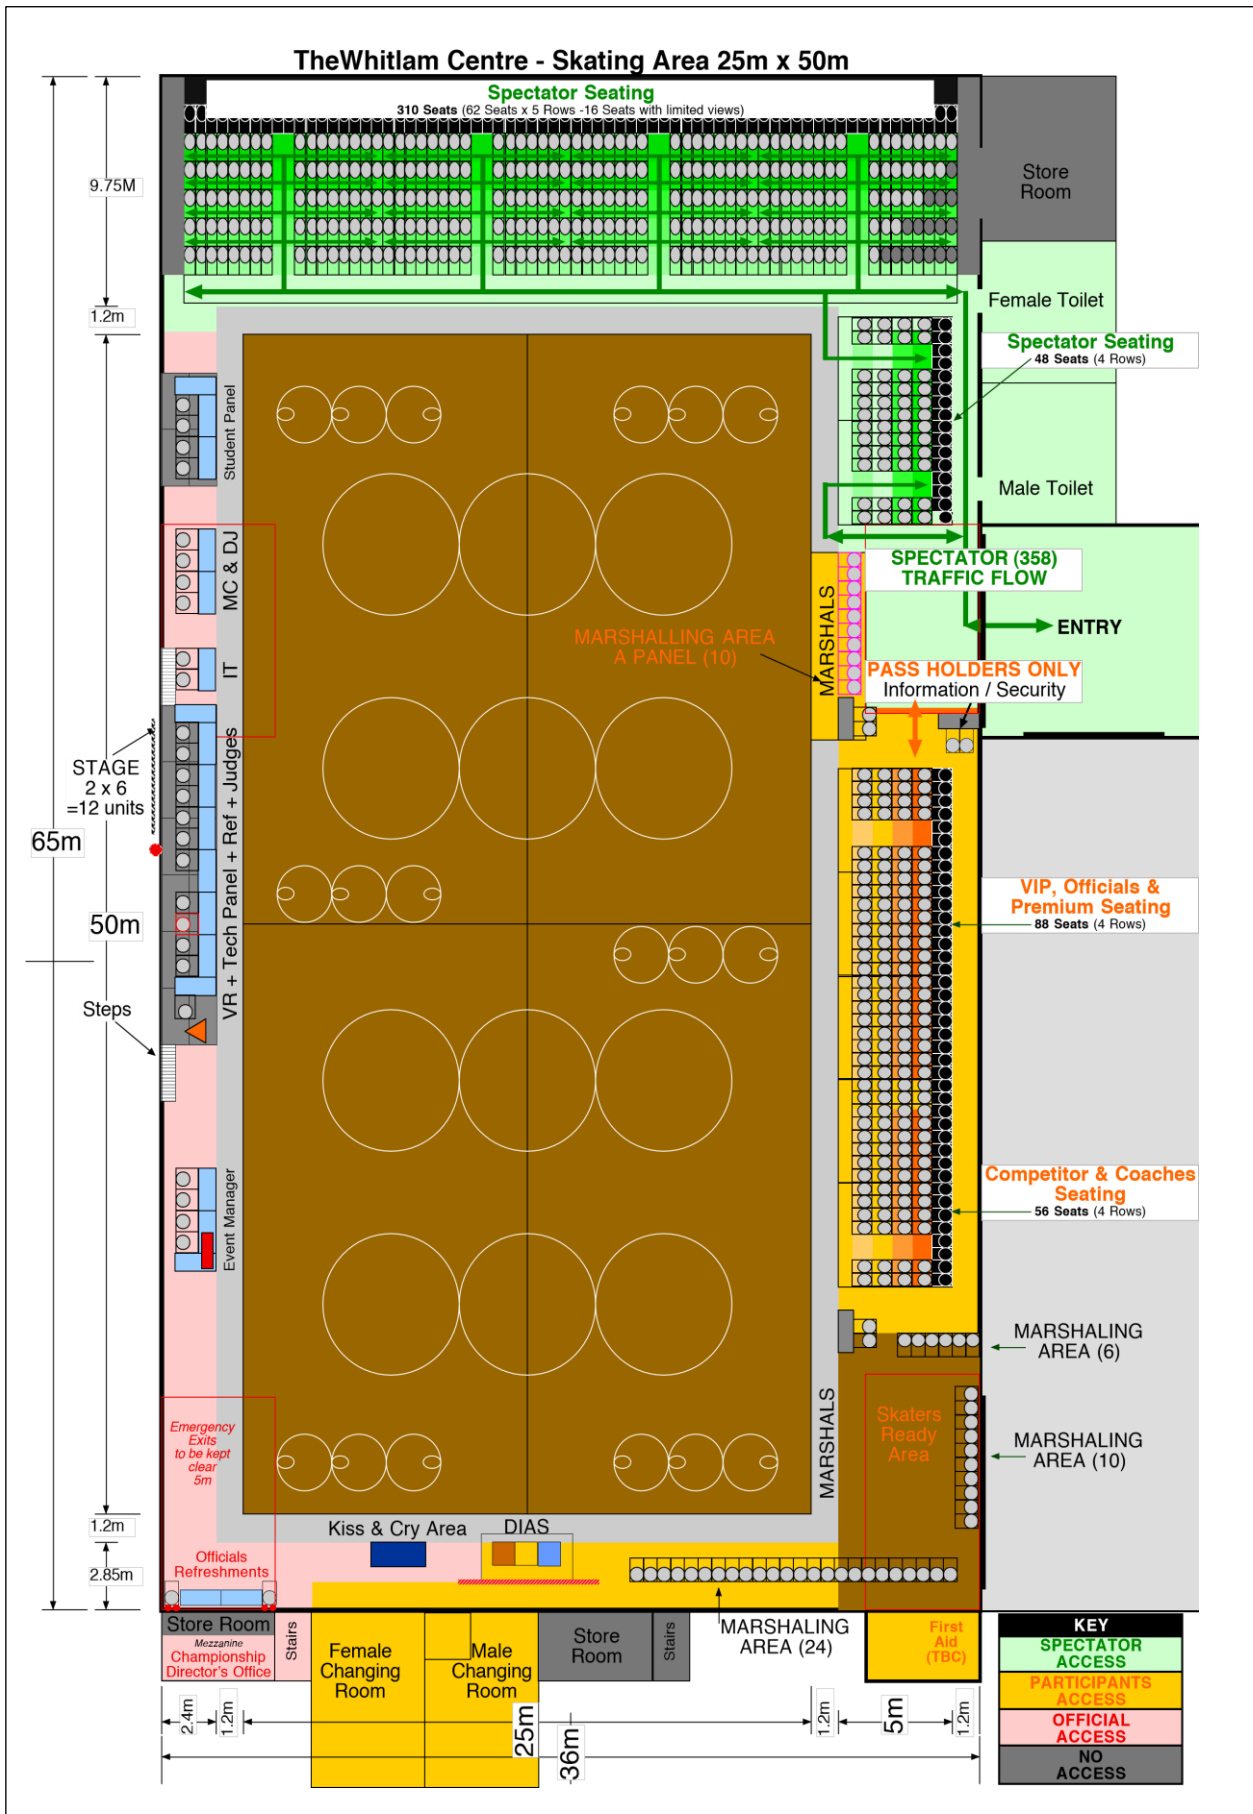 TheWhitlam Centre - Skating Area 25m x 50m
Spectator Seating
310 Seats (62 Seats x 5 Rows -16 Seats with limited views)
9.75M
Store
Room
1.2m
Female Toilet
Spectator Seating
48 Seats (4 Rows)
Student Panel
Male Toilet
MC & DJ
SPECTATOR (358)
TRAFFIC FLOW
MARSHALS
ENTRY
MARSHALLING AREA
A PANEL (10)
IT
PASS HOLDERS ONLY
Information / Security
STAGE
2 x 6
=12 units
65m
VR + Tech Panel + Ref + Judges
VIP, Officials &
Premium Seating
88 Seats (4 Rows)
50m
Steps
Event Manager
Competitor & Coaches
Seating
56 Seats (4 Rows)
MARSHALING
AREA (6)
MARSHALS
Skaters
Ready
Area
MARSHALING
AREA (10)
Emergency
Exits
to be kept
clear
5m
1.2m
Kiss & Cry Area
DIAS
2.85m
Officials
Refreshments
Store Room
Mezzanine
Championship
Director's Office
Stairs
Female
Changing
Room
Male
Changing
Room
Store
Room
Stairs
MARSHALING
AREA (24)
First
Aid
(TBC)
KEY
SPECTATOR
ACCESS
PARTICIPANTS
ACCESS
OFFICIAL
ACCESS
NO
ACCESS
2.4m
1.2m
25m
36m
1.2m
5m
1.2m